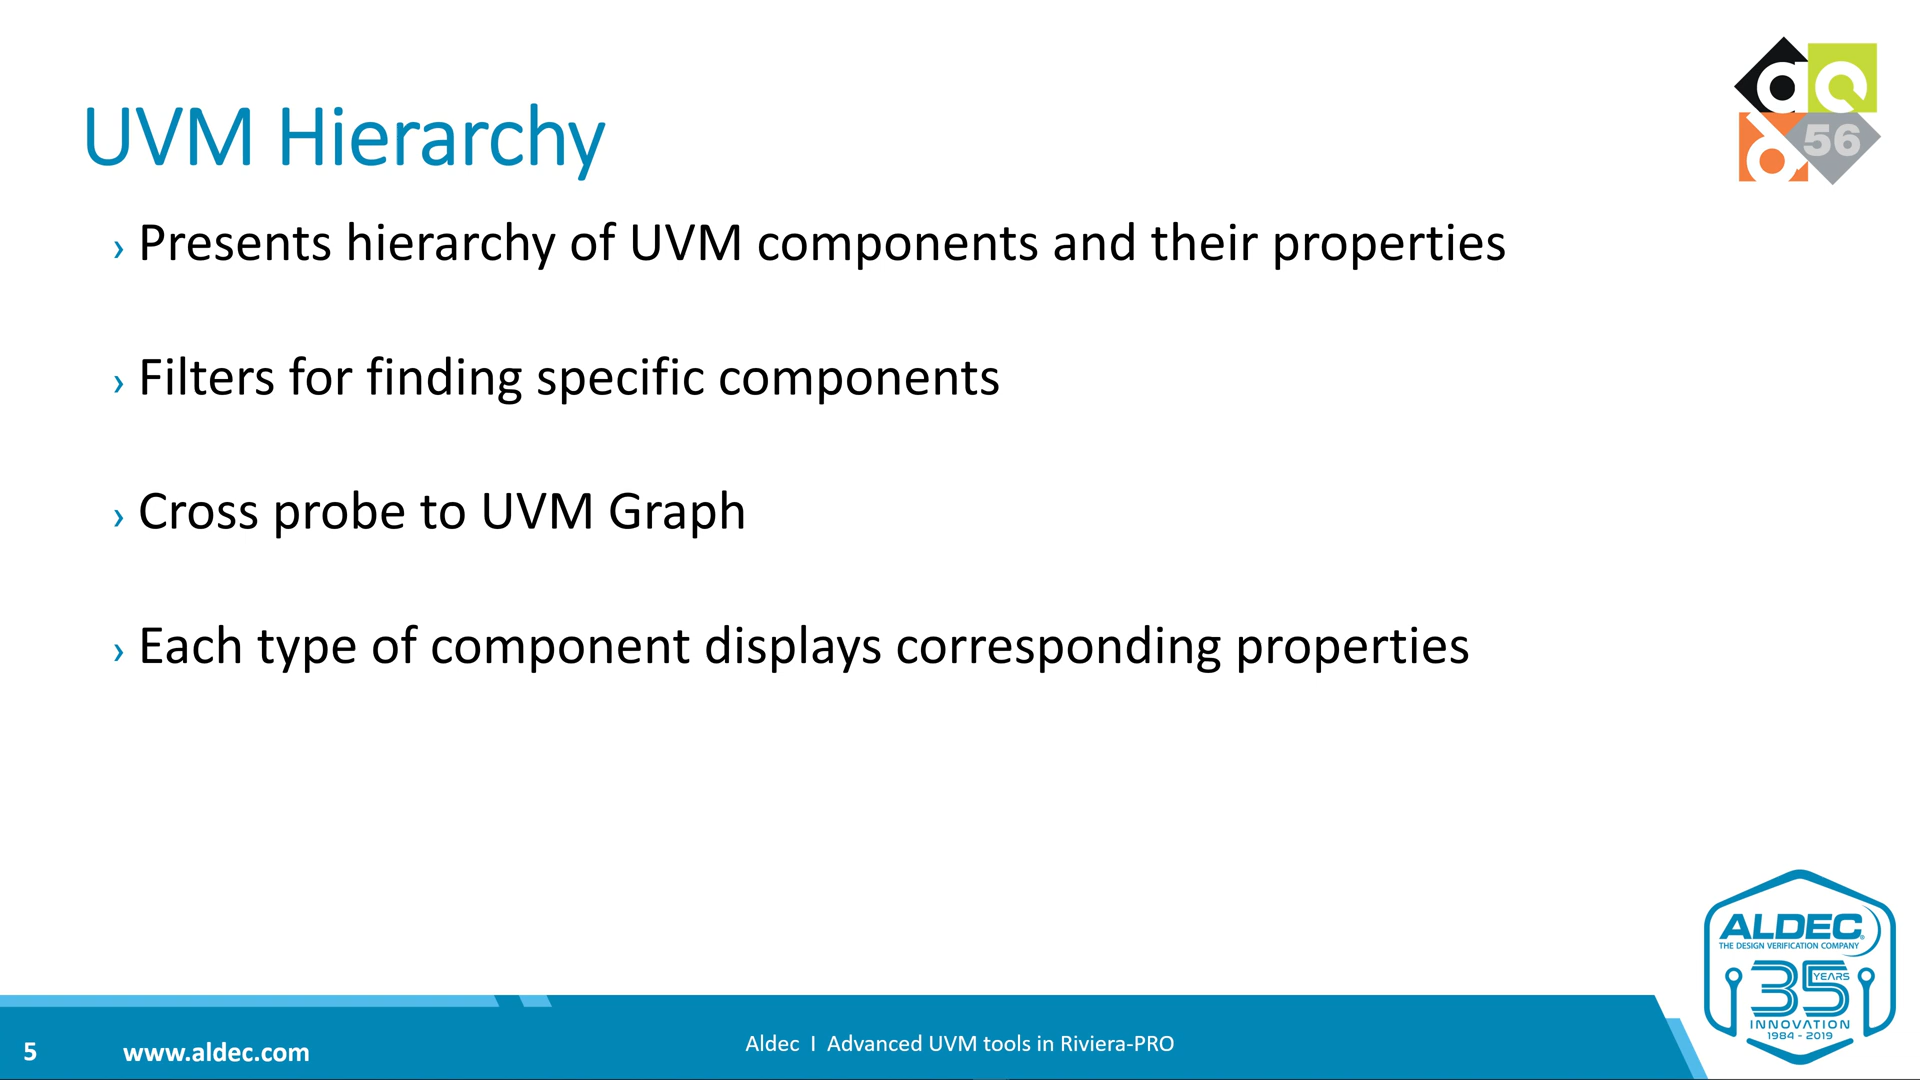 UVM Hierarchy
› Presents hierarchy of UVM components and their properties
› Filters for finding specific components
› Cross probe to UVM Graph
› Each type of component displays corresponding properties
56
ALDEC®
THE DESIGN VERIFICATION COMPANY
35 YEARS
INNOVATION
1984 - 2019
5
www.aldec.com
Aldec I Advanced UVM tools in Riviera-PRO